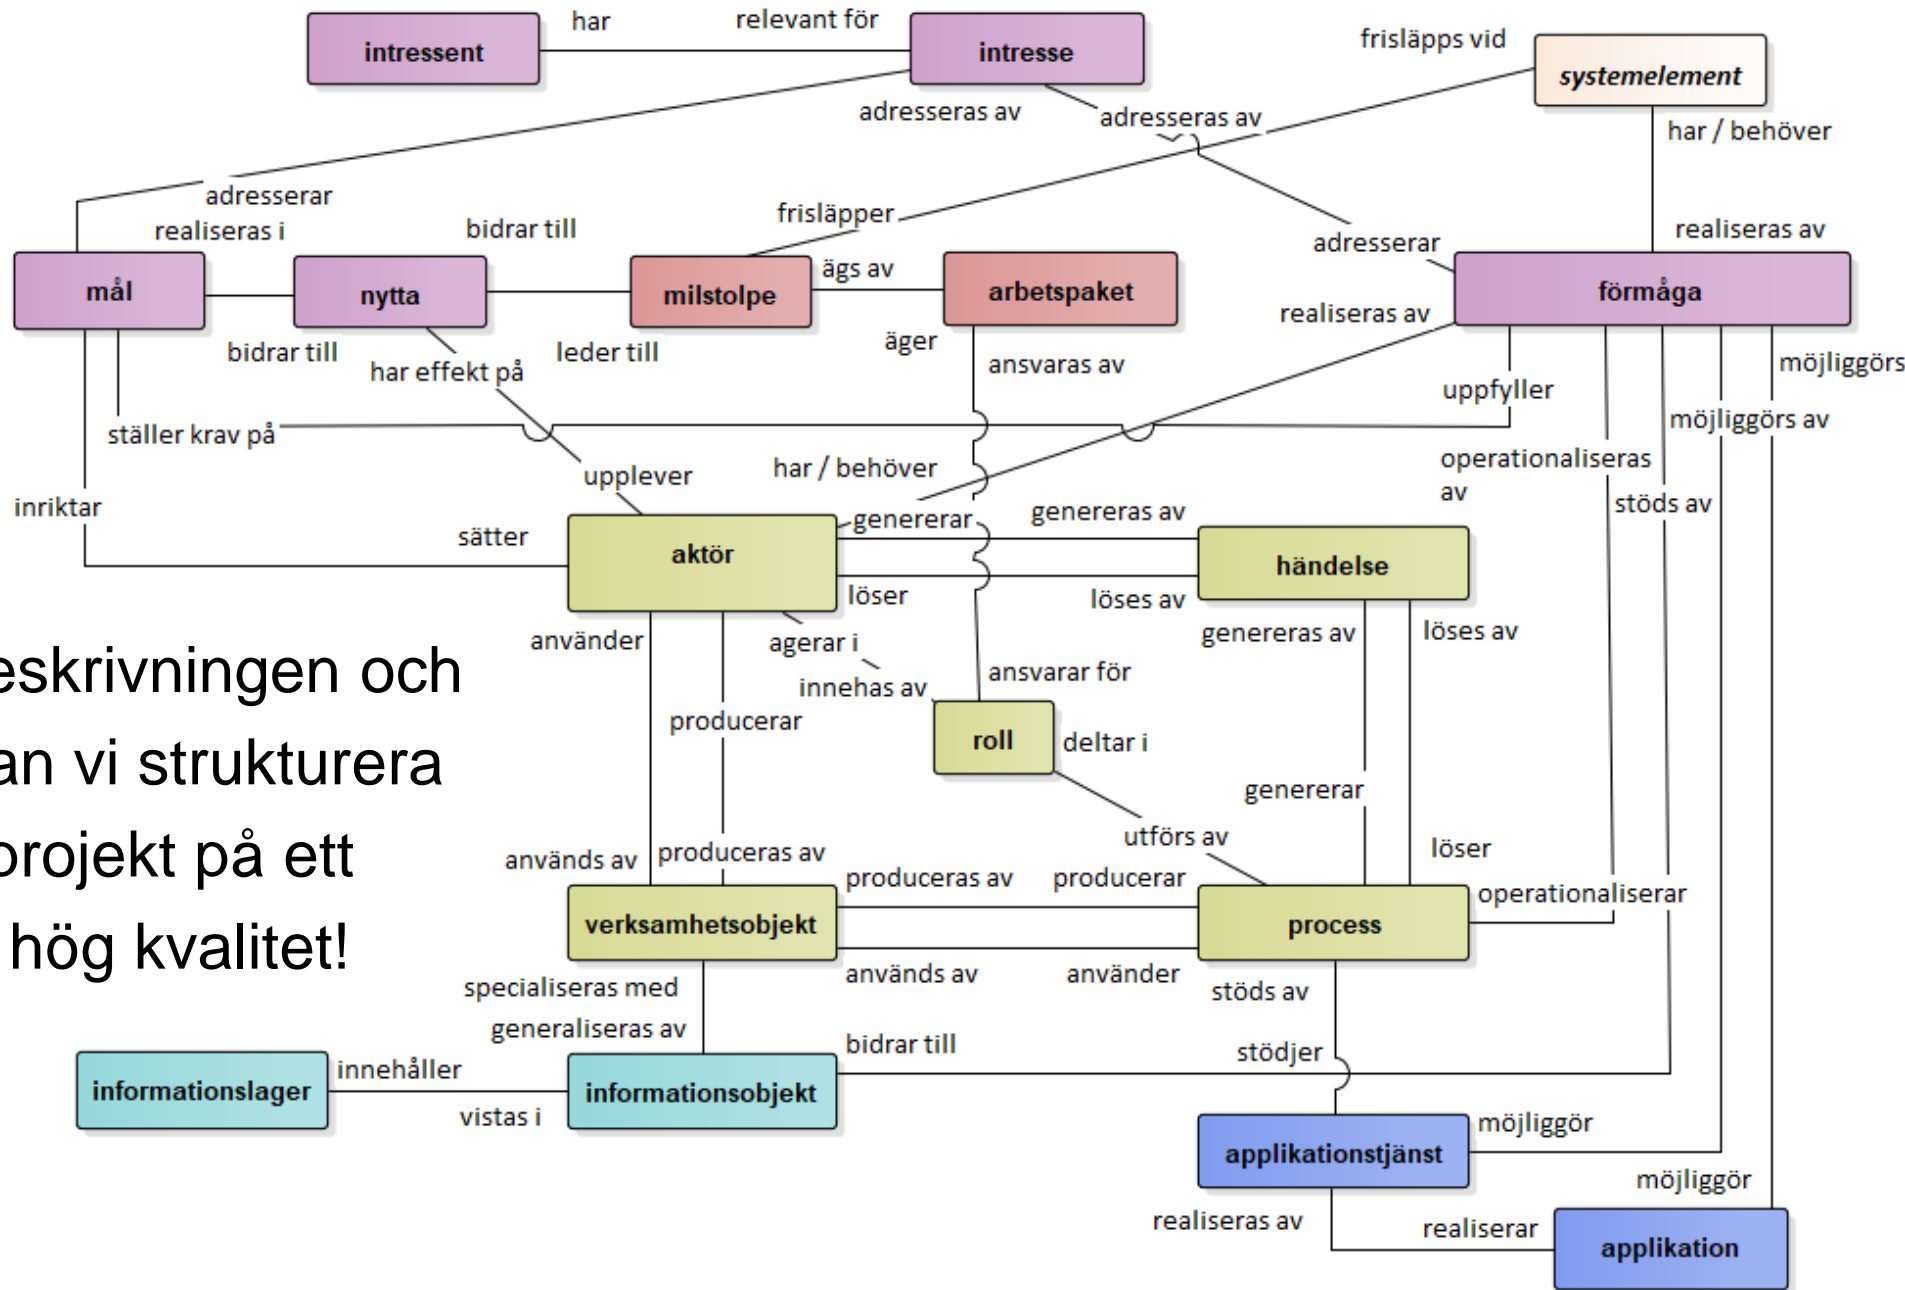 har
relevant för
frisläpps vid
intressent
intresse
systemelement
adresseras av
adresseras av
har / behöver
adresserar
frisläpper
realiseras i
bidrar till
adresserar
realiseras av
mål
nytta
milstolpe
ägs av
arbetspaket
förmåga
realiseras av
bidrar till
leder till
äger
har effekt på
ansvaras av
möjliggörs
uppfyller
ställer krav på
möjliggörs av
operationaliseras
av
har / behöver
upplever
inriktar
stöds av
sätter
genererar
genereras av
aktör
händelse
löser
löses av
använder
agerar i
genereras av
löses av
eskrivningen och
innehas av
ansvarar för
producerar
roll
deltar i
an vi strukturera
genererar
utförs av
projekt på ett
används av
produceras av
löser
produceras av
producerar
operationaliserar
verksamhetsobjekt
process
hög kvalitet!
används av
använder
specialiseras med
stöds av
generaliseras av
bidrar till
stödjer
informationslager
innehåller
informationsobjekt
vistas i
möjliggör
applikationstjänst
möjliggör
realiseras av
realiserar
applikation